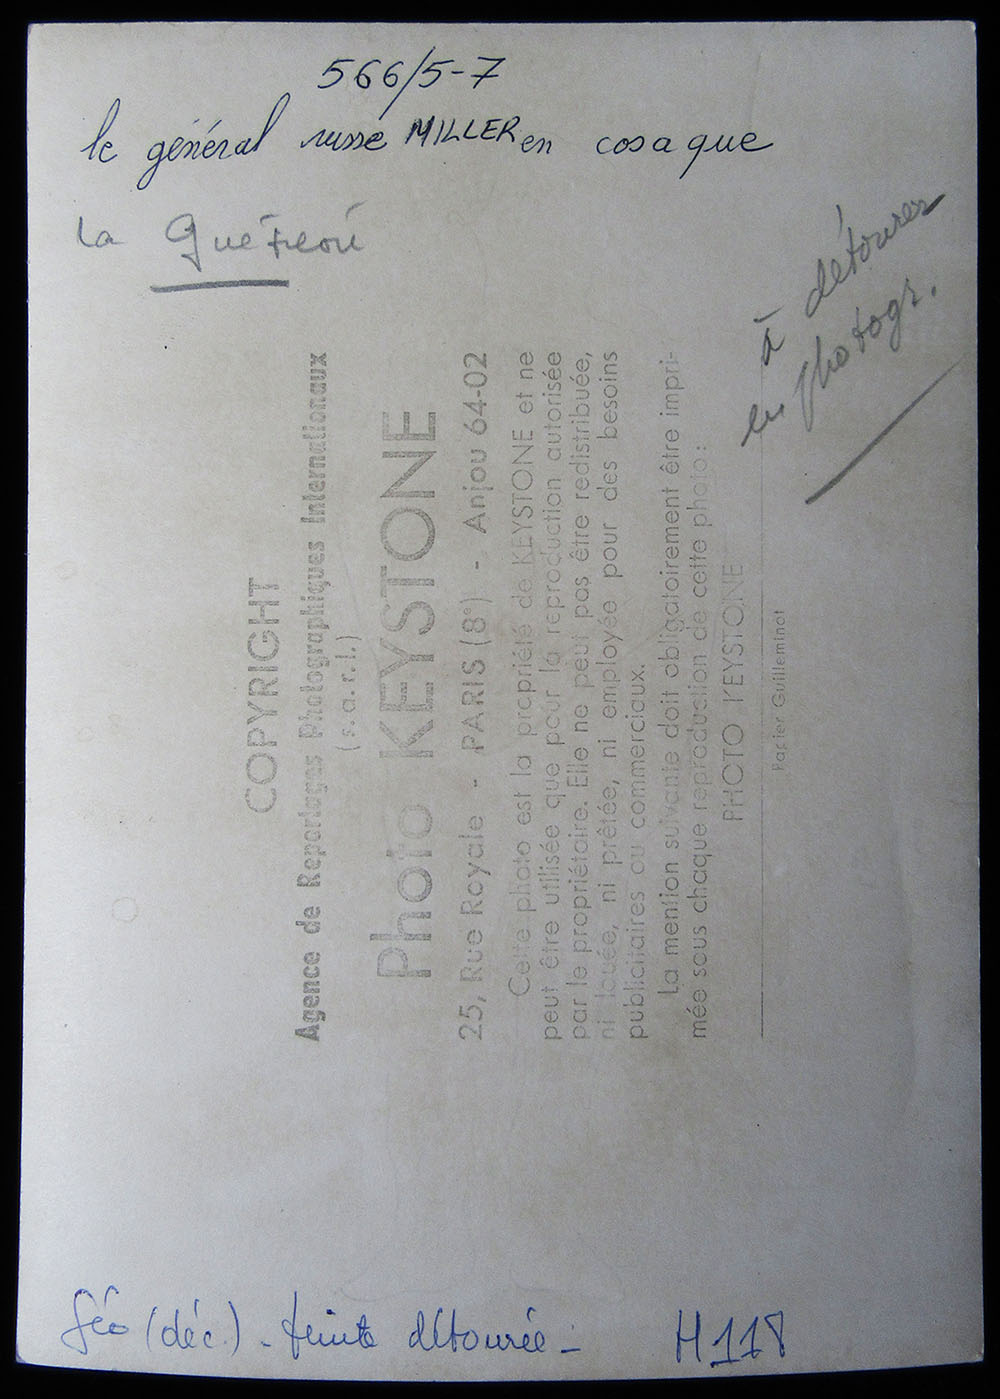 566/5-7
le général russe MILLER en cosaque
la
à détourer
en photogr.
COPYRIGHT
Agence de Reportages Photographiques Internationaux
(s.a.r.l.)
Photo KEYSTONE
25, Rue Royale - PARIS (8°) - Anjou 64-02
Cette photo est la propriété de KEYSTONE et ne
peut être utilisée que pour la reproduction autorisée
par le propriétaire. Elle ne peut pas être redistribuée,
ni louée, ni prêtée, ni employée pour des besoins
publicitaires ou commerciaux.
La mention suivante doit obligatoirement être impri-
mée sous chaque reproduction de cette photo:
PHOTO KEYSTONE
Papier Guilleminot
Géo (déc.) - teinte détourée - H118